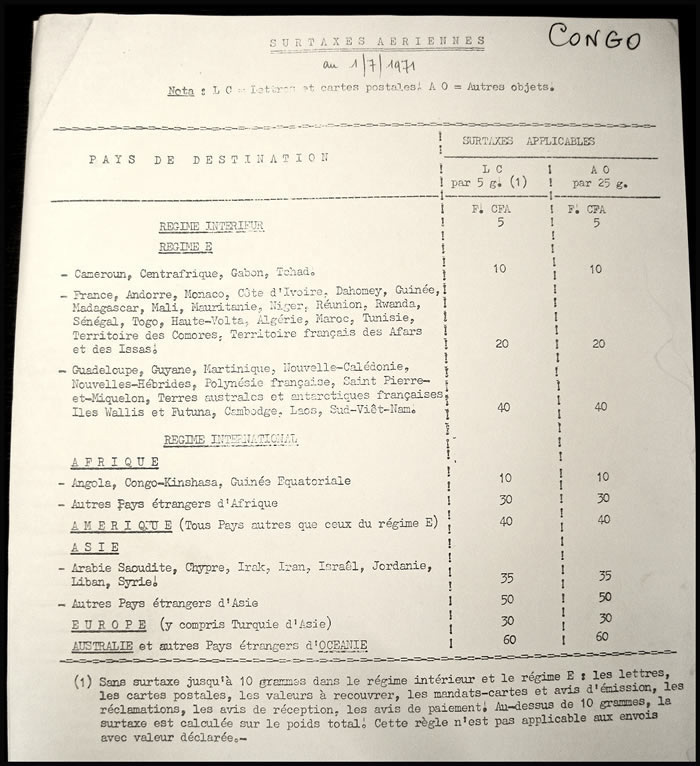 CONGO
SURTAXES AERIENNES
au 1/7/1971
Nota : L C = Lettres et cartes postales. A O = Autres objets.
SURTAXES APPLICABLES
PAYS DE DESTINATION
L C A O
par 5 g. (1) par 25 g.
F. CFA F. CFA
REGIME INTERIEUR 5 5
REGIME E
- Cameroun, Centrafrique, Gabon, Tchad. 10 10
- France, Andorre, Monaco, Côte d'Ivoire, Dahomey, Guinée,
Madagascar, Mali, Mauritanie, Niger, Réunion, Rwanda,
Sénégal, Togo, Haute-Volta, Algérie, Maroc, Tunisie,
Territoire des Comores, Territoire français des Afars
et des Issas. 20 20
- Guadeloupe, Guyane, Martinique, Nouvelle-Calédonie,
Nouvelles-Hébrides, Polynésie française, Saint Pierre-
et-Miquelon, Terres australes et antarctiques françaises,
Iles Wallis et Futuna, Cambodge, Laos, Sud-Viêt-Nam. 40 40
REGIME INTERNATIONAL
AFRIQUE
- Angola, Congo-Kinshasa, Guinée Equatoriale 10 10
- Autres Pays étrangers d'Afrique 30 30
AMERIQUE (Tous Pays autres que ceux du régime E) 40 40
ASIE
- Arabie Saoudite, Chypre, Irak, Iran, Israël, Jordanie,
Liban, Syrie. 35 35
- Autres Pays étrangers d'Asie 50 50
EUROPE (y compris Turquie d'Asie) 30 30
AUSTRALIE et autres Pays étrangers d'OCEANIE 60 60
(1) Sans surtaxe jusqu'à 10 grammes dans le régime intérieur et le régime E : les lettres,
les cartes postales, les valeurs à recouvrer, les mandats-cartes et avis d'émission, les
réclamations, les avis de réception, les avis de paiement. Au-dessus de 10 grammes, la
surtaxe est calculée sur le poids total. Cette règle n'est pas applicable aux envois
avec valeur déclarée.-